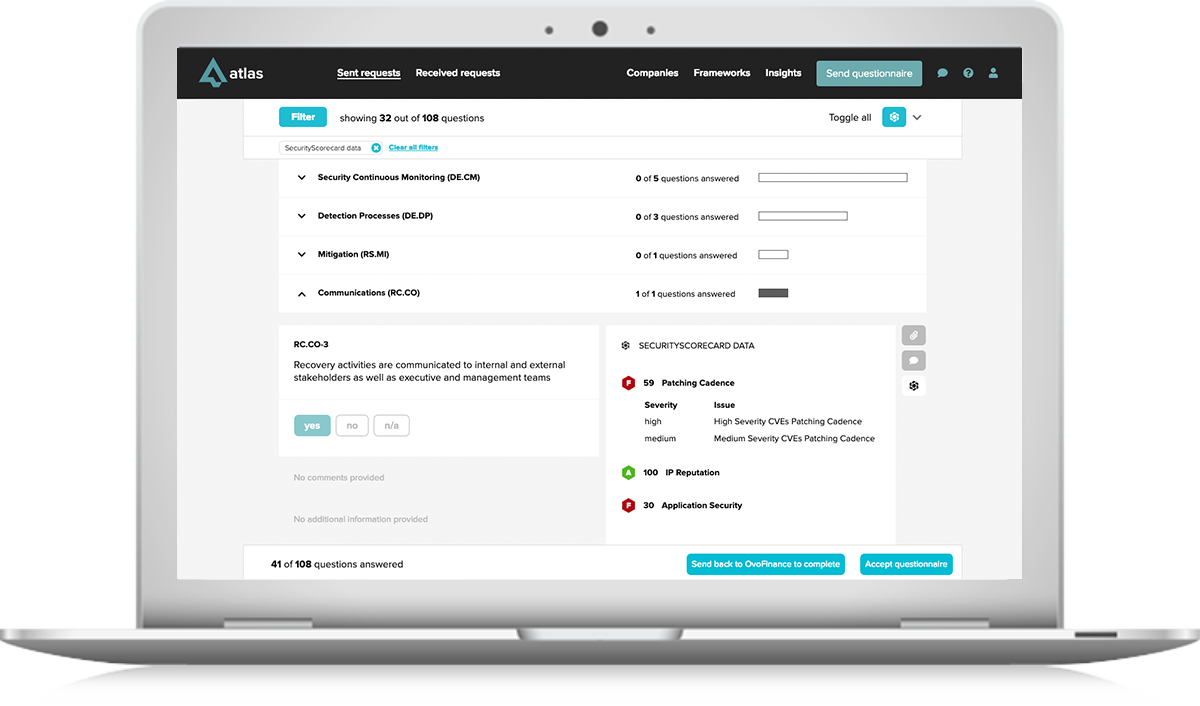 atlas
Sent requests
Received requests
Companies
Frameworks
Insights
Send questionnaire
Filter
showing 32 out of 108 questions
Toggle all
SecurityScorecard data
Clear all filters
Security Continuous Monitoring (DE.CM)
0 of 5 questions answered
Detection Processes (DE.DP)
0 of 3 questions answered
Mitigation (RS.MI)
0 of 1 questions answered
Communications (RC.CO)
1 of 1 questions answered
RC.CO-3
Recovery activities are communicated to internal and external
stakeholders as well as executive and management teams
yes
no
n/a
No comments provided
No additional information provided
SECURITYSCORECARD DATA
F 59 Patching Cadence
Severity Issue
high High Severity CVEs Patching Cadence
medium Medium Severity CVEs Patching Cadence
A 100 IP Reputation
F 30 Application Security
41 of 108 questions answered
Send back to OvoFinance to complete
Accept questionnaire